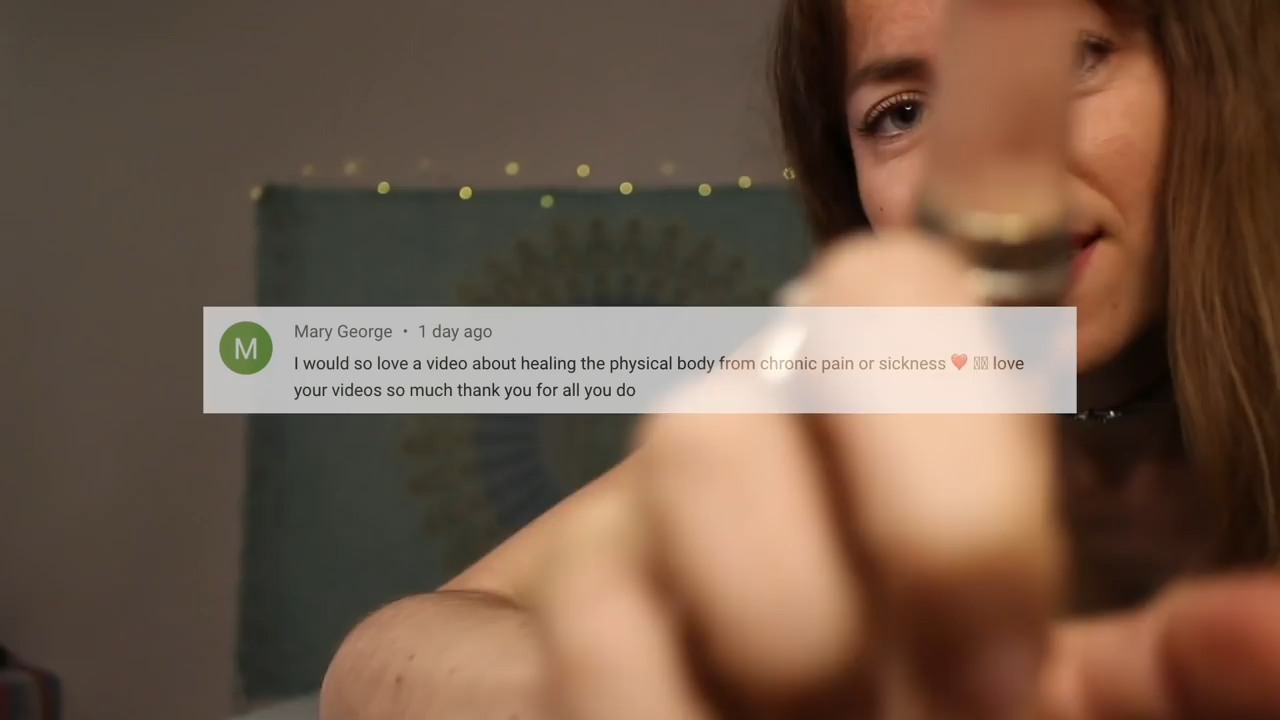 M
Mary George • 1 day ago
I would so love a video about healing the physical body from chronic pain or sickness ❤️ love
your videos so much thank you for all you do